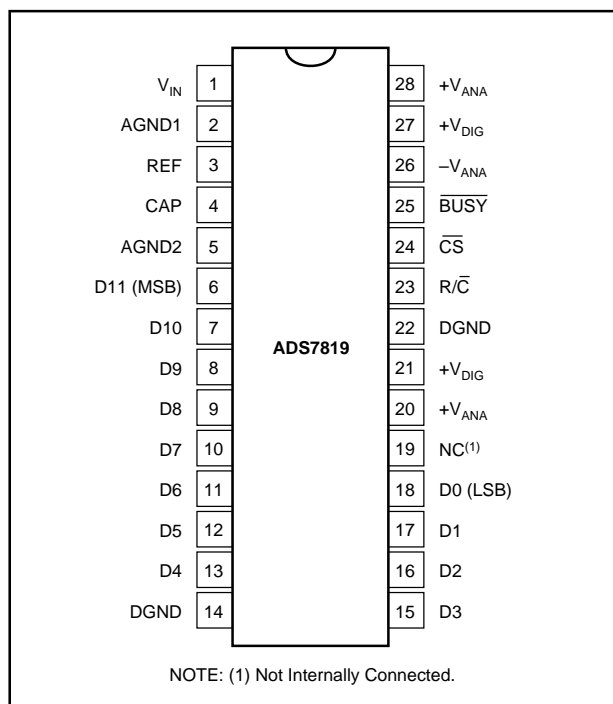 V_IN 1 28 +V_ANA
AGND1 2 27 +V_DIG
REF 3 26 –V_ANA
CAP 4 25 B̅U̅S̅Y̅
AGND2 5 24 C̅S̅
D11 (MSB) 6 23 R/C̅
D10 7 22 DGND
ADS7819
D9 8 21 +V_DIG
D8 9 20 +V_ANA
D7 10 19 NC(1)
D6 11 18 D0 (LSB)
D5 12 17 D1
D4 13 16 D2
DGND 14 15 D3
NOTE: (1) Not Internally Connected.